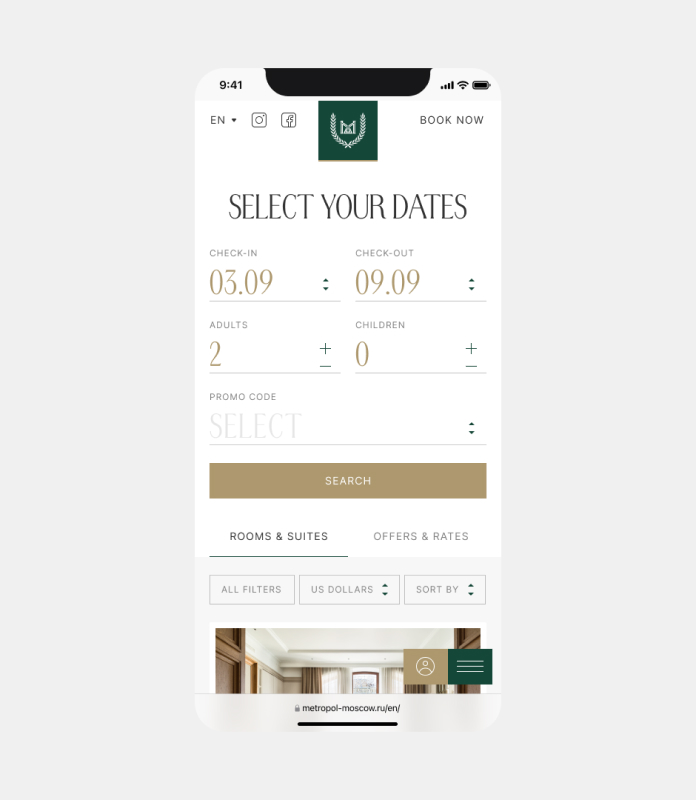 9:41
EN
BOOK NOW
SELECT YOUR DATES
CHECK-IN
CHECK-OUT
03.09
09.09
ADULTS
CHILDREN
2
0
PROMO CODE
SELECT
SEARCH
ROOMS & SUITES
OFFERS & RATES
ALL FILTERS
US DOLLARS
SORT BY
metropol-moscow.ru/en/